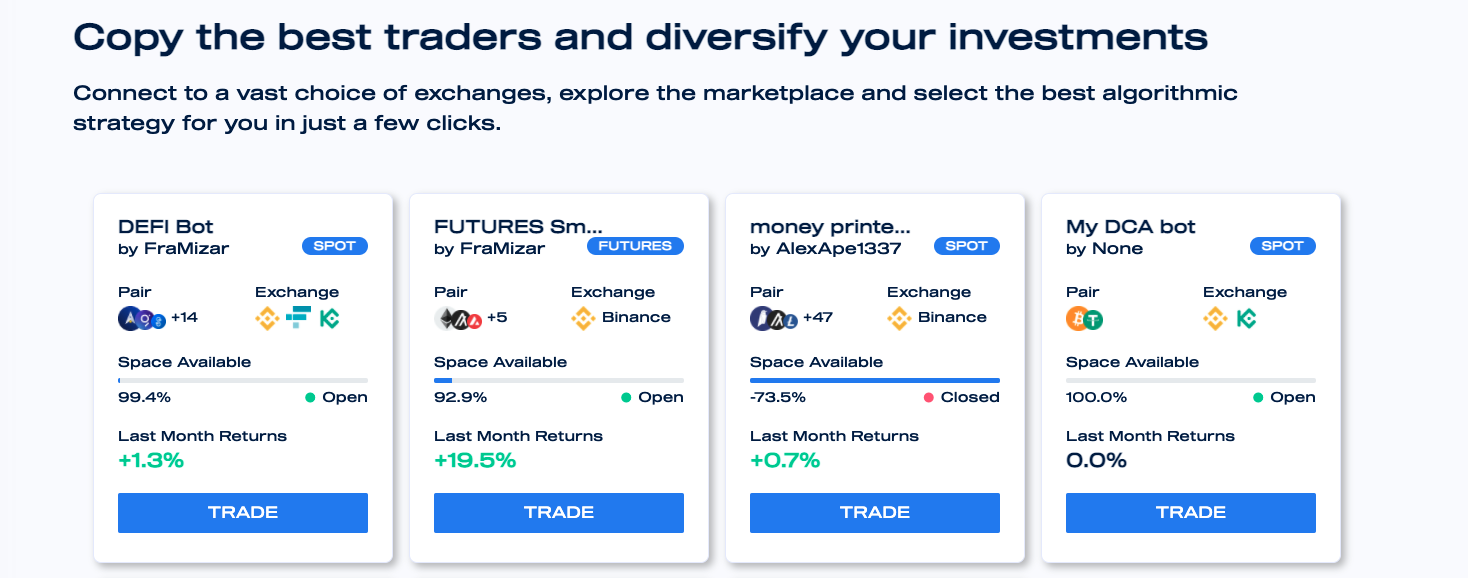 Copy the best traders and diversify your investments
Connect to a vast choice of exchanges, explore the marketplace and select the best algorithmic
strategy for you in just a few clicks.
DEFI Bot
by FraMizar
SPOT
Pair
Exchange
+14
Space Available
99.4%
Open
Last Month Returns
+1.3%
TRADE
FUTURES Sm...
by FraMizar
FUTURES
Pair
Exchange
+5
Binance
Space Available
92.9%
Open
Last Month Returns
+19.5%
TRADE
money printe...
by AlexApe1337
SPOT
Pair
Exchange
+47
Binance
Space Available
-73.5%
Closed
Last Month Returns
+0.7%
TRADE
My DCA bot
by None
SPOT
Pair
Exchange
Space Available
100.0%
Open
Last Month Returns
0.0%
TRADE